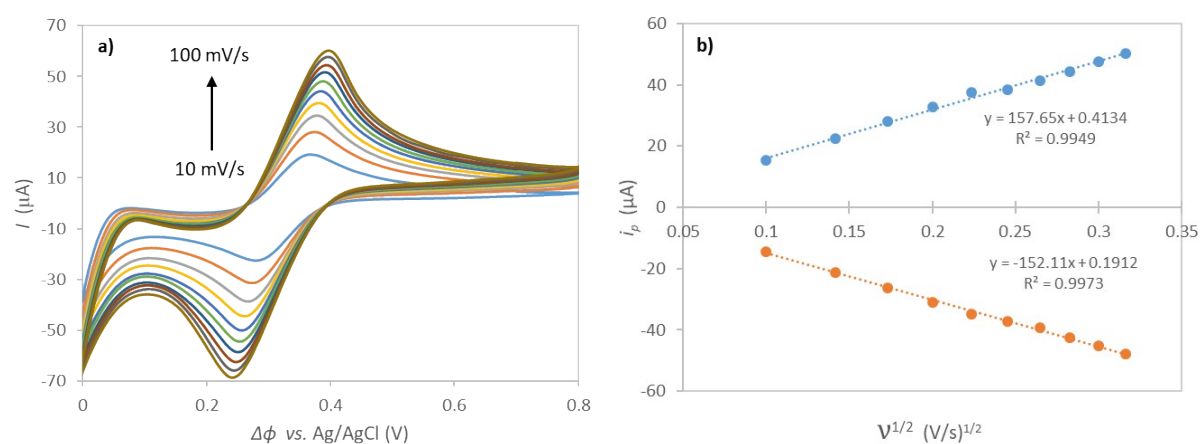 a)
70
50
30
10
-10
-30
-50
-70
I (µA)
100 mV/s
10 mV/s
0
0.2
0.4
0.6
0.8
Δϕ vs. Ag/AgCl (V)
b)
60
40
20
0
-20
-40
-60
i_p (µA)
y = 157.65x + 0.4134
R² = 0.9949
0.05
0.1
0.15
0.2
0.25
0.3
0.35
y = -152.11x + 0.1912
R² = 0.9973
ν^1/2 (V/s)^1/2